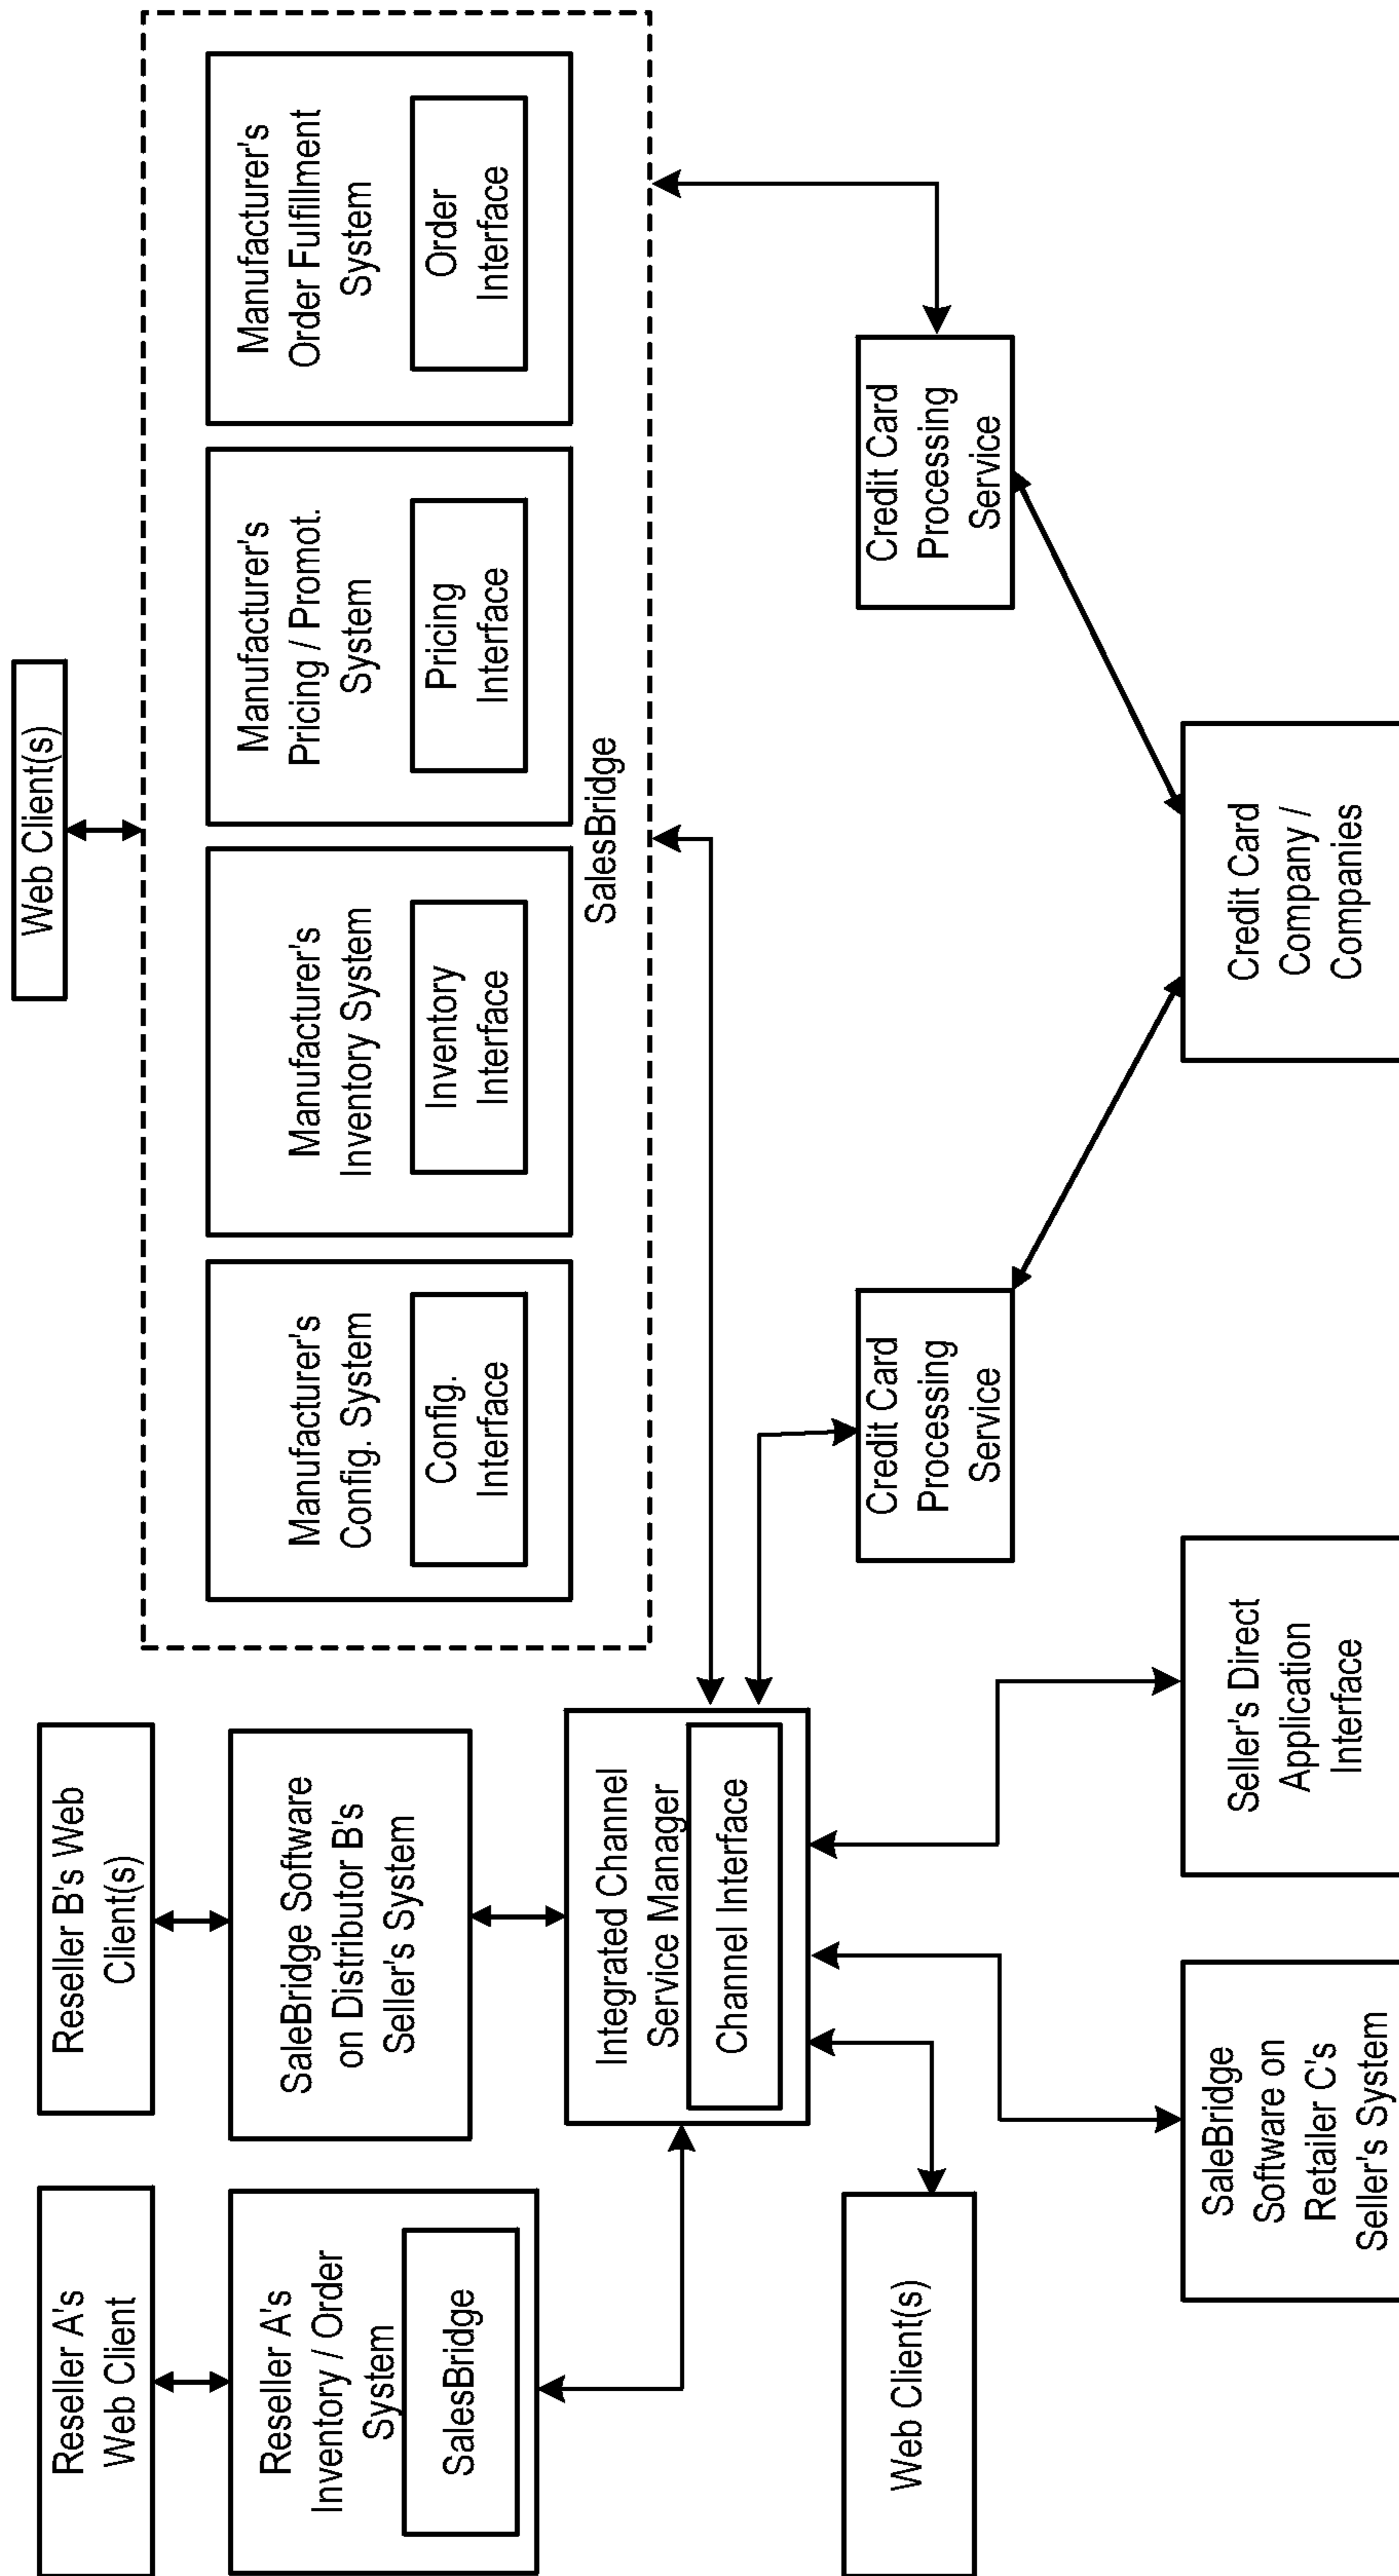 Reseller A's
Web Client
Reseller B's Web
Client(s)
Web Client(s)
Reseller A's
Inventory / Order
System
SalesBridge
SaleBridge Software
on Distributor B's
Seller's System
Manufacturer's
Config. System
Config.
Interface
Manufacturer's
Inventory System
Inventory
Interface
Manufacturer's
Pricing / Promot.
System
Pricing
Interface
Manufacturer's
Order Fulfillment
System
Order
Interface
SalesBridge
Integrated Channel
Service Manager
Channel Interface
Web Client(s)
Credit Card
Processing
Service
Credit Card
Processing
Service
SaleBridge
Software on
Retailer C's
Seller's System
Seller's Direct
Application
Interface
Credit Card
Company /
Companies